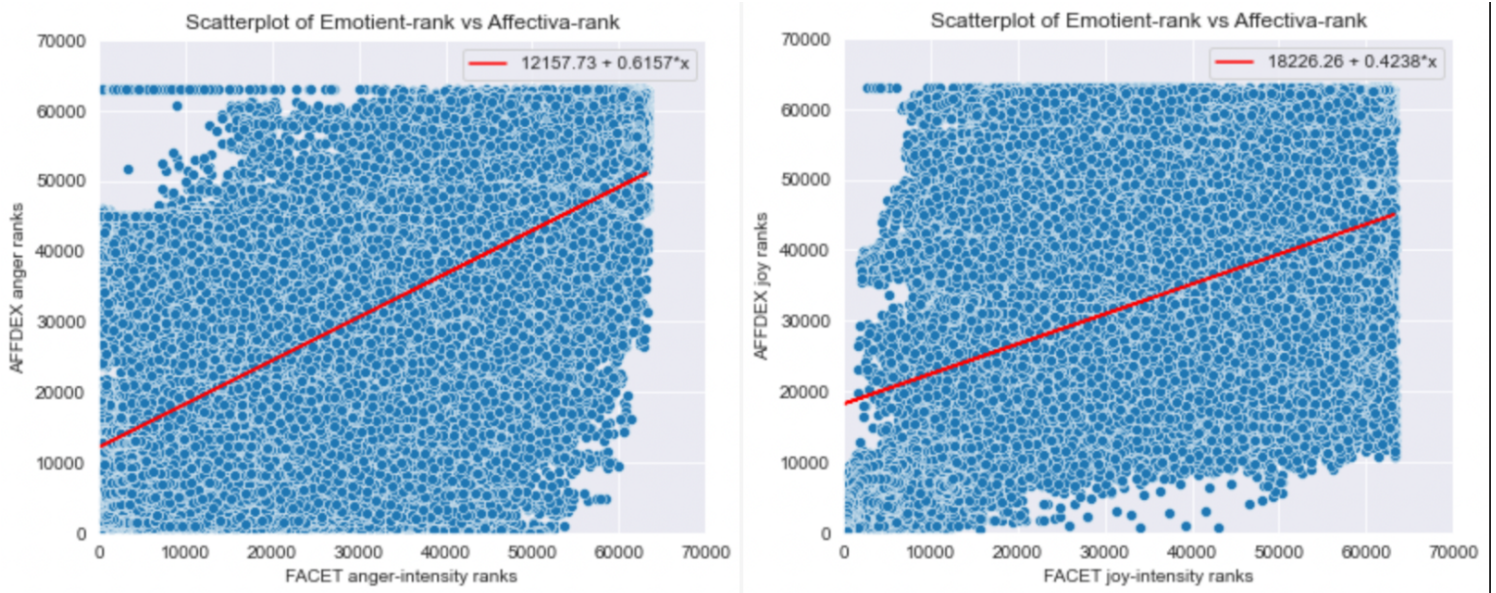 Scatterplot of Emotient-rank vs Affectiva-rank
12157.73 + 0.6157*x
70000
60000
50000
40000
30000
20000
10000
0
AFFDEX anger ranks
0 10000 20000 30000 40000 50000 60000 70000
FACET anger-intensity ranks
Scatterplot of Emotient-rank vs Affectiva-rank
18226.26 + 0.4238*x
70000
60000
50000
40000
30000
20000
10000
0
AFFDEX joy ranks
0 10000 20000 30000 40000 50000 60000 70000
FACET joy-intensity ranks